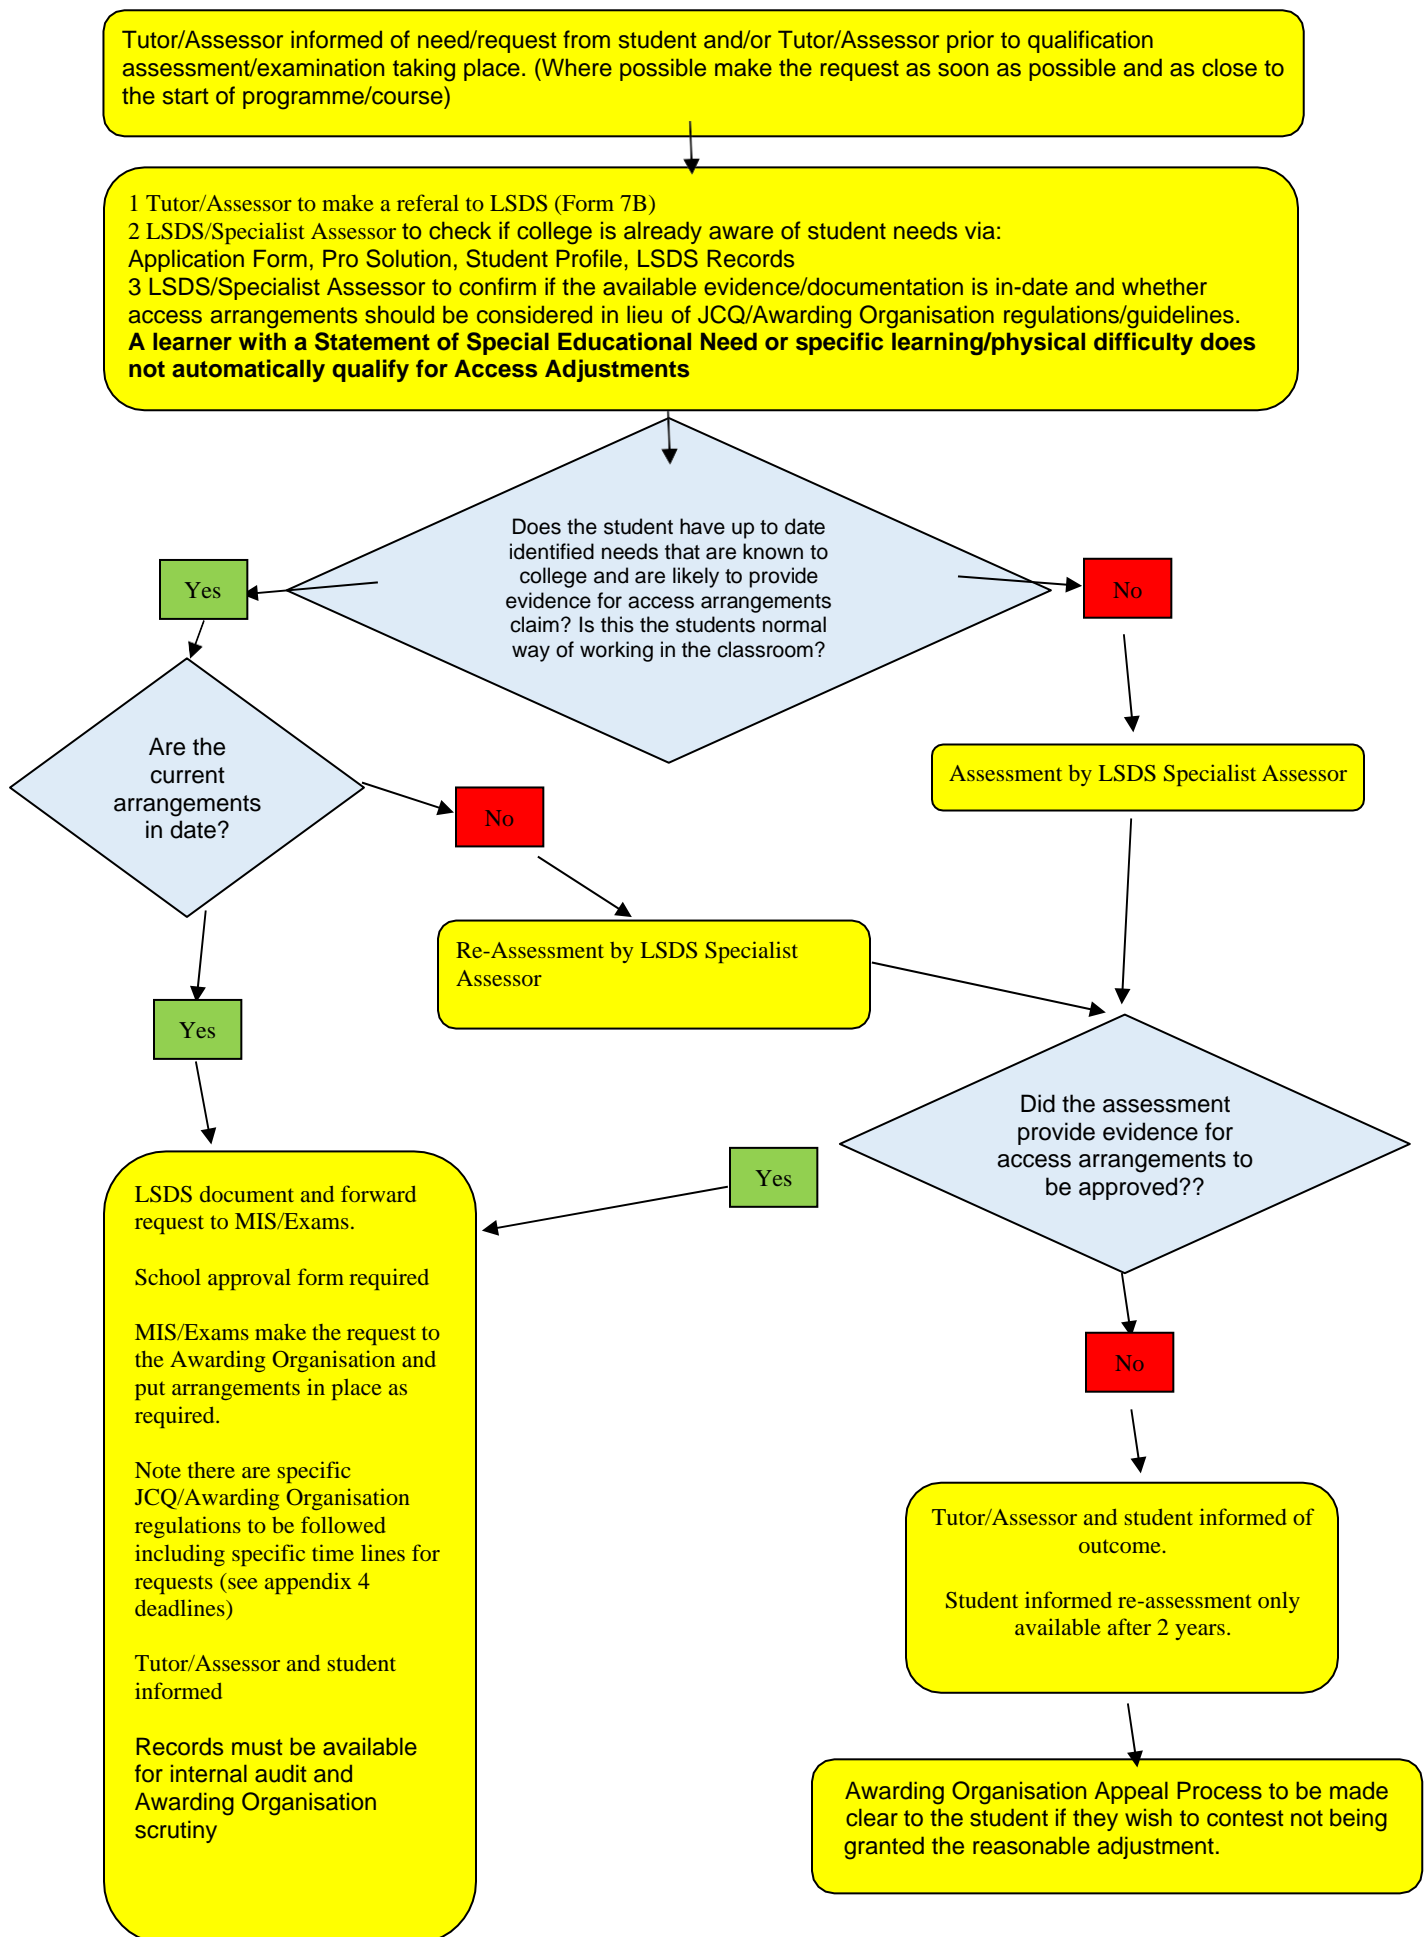 Tutor/Assessor informed of need/request from student and/or Tutor/Assessor prior to qualification
assessment/examination taking place. (Where possible make the request as soon as possible and as close to
the start of programme/course)
1 Tutor/Assessor to make a referal to LSDS (Form 7B)
2 LSDS/Specialist Assessor to check if college is already aware of student needs via:
Application Form, Pro Solution, Student Profile, LSDS Records
3 LSDS/Specialist Assessor to confirm if the available evidence/documentation is in-date and whether
access arrangements should be considered in lieu of JCQ/Awarding Organisation regulations/guidelines.
A learner with a Statement of Special Educational Need or specific learning/physical difficulty does
not automatically qualify for Access Adjustments
Does the student have up to date
identified needs that are known to
college and are likely to provide
evidence for access arrangements
claim? Is this the students normal
way of working in the classroom?
Yes
No
Are the
current
arrangements
in date?
Assessment by LSDS Specialist Assessor
No
Re-Assessment by LSDS Specialist
Assessor
Yes
Did the assessment
provide evidence for
access arrangements to
be approved??
Yes
LSDS document and forward
request to MIS/Exams.
School approval form required
MIS/Exams make the request to
the Awarding Organisation and
put arrangements in place as
required.
Note there are specific
JCQ/Awarding Organisation
regulations to be followed
including specific time lines for
requests (see appendix 4
deadlines)
Tutor/Assessor and student
informed
Records must be available
for internal audit and
Awarding Organisation
scrutiny
No
Tutor/Assessor and student informed of
outcome.
Student informed re-assessment only
available after 2 years.
Awarding Organisation Appeal Process to be made
clear to the student if they wish to contest not being
granted the reasonable adjustment.